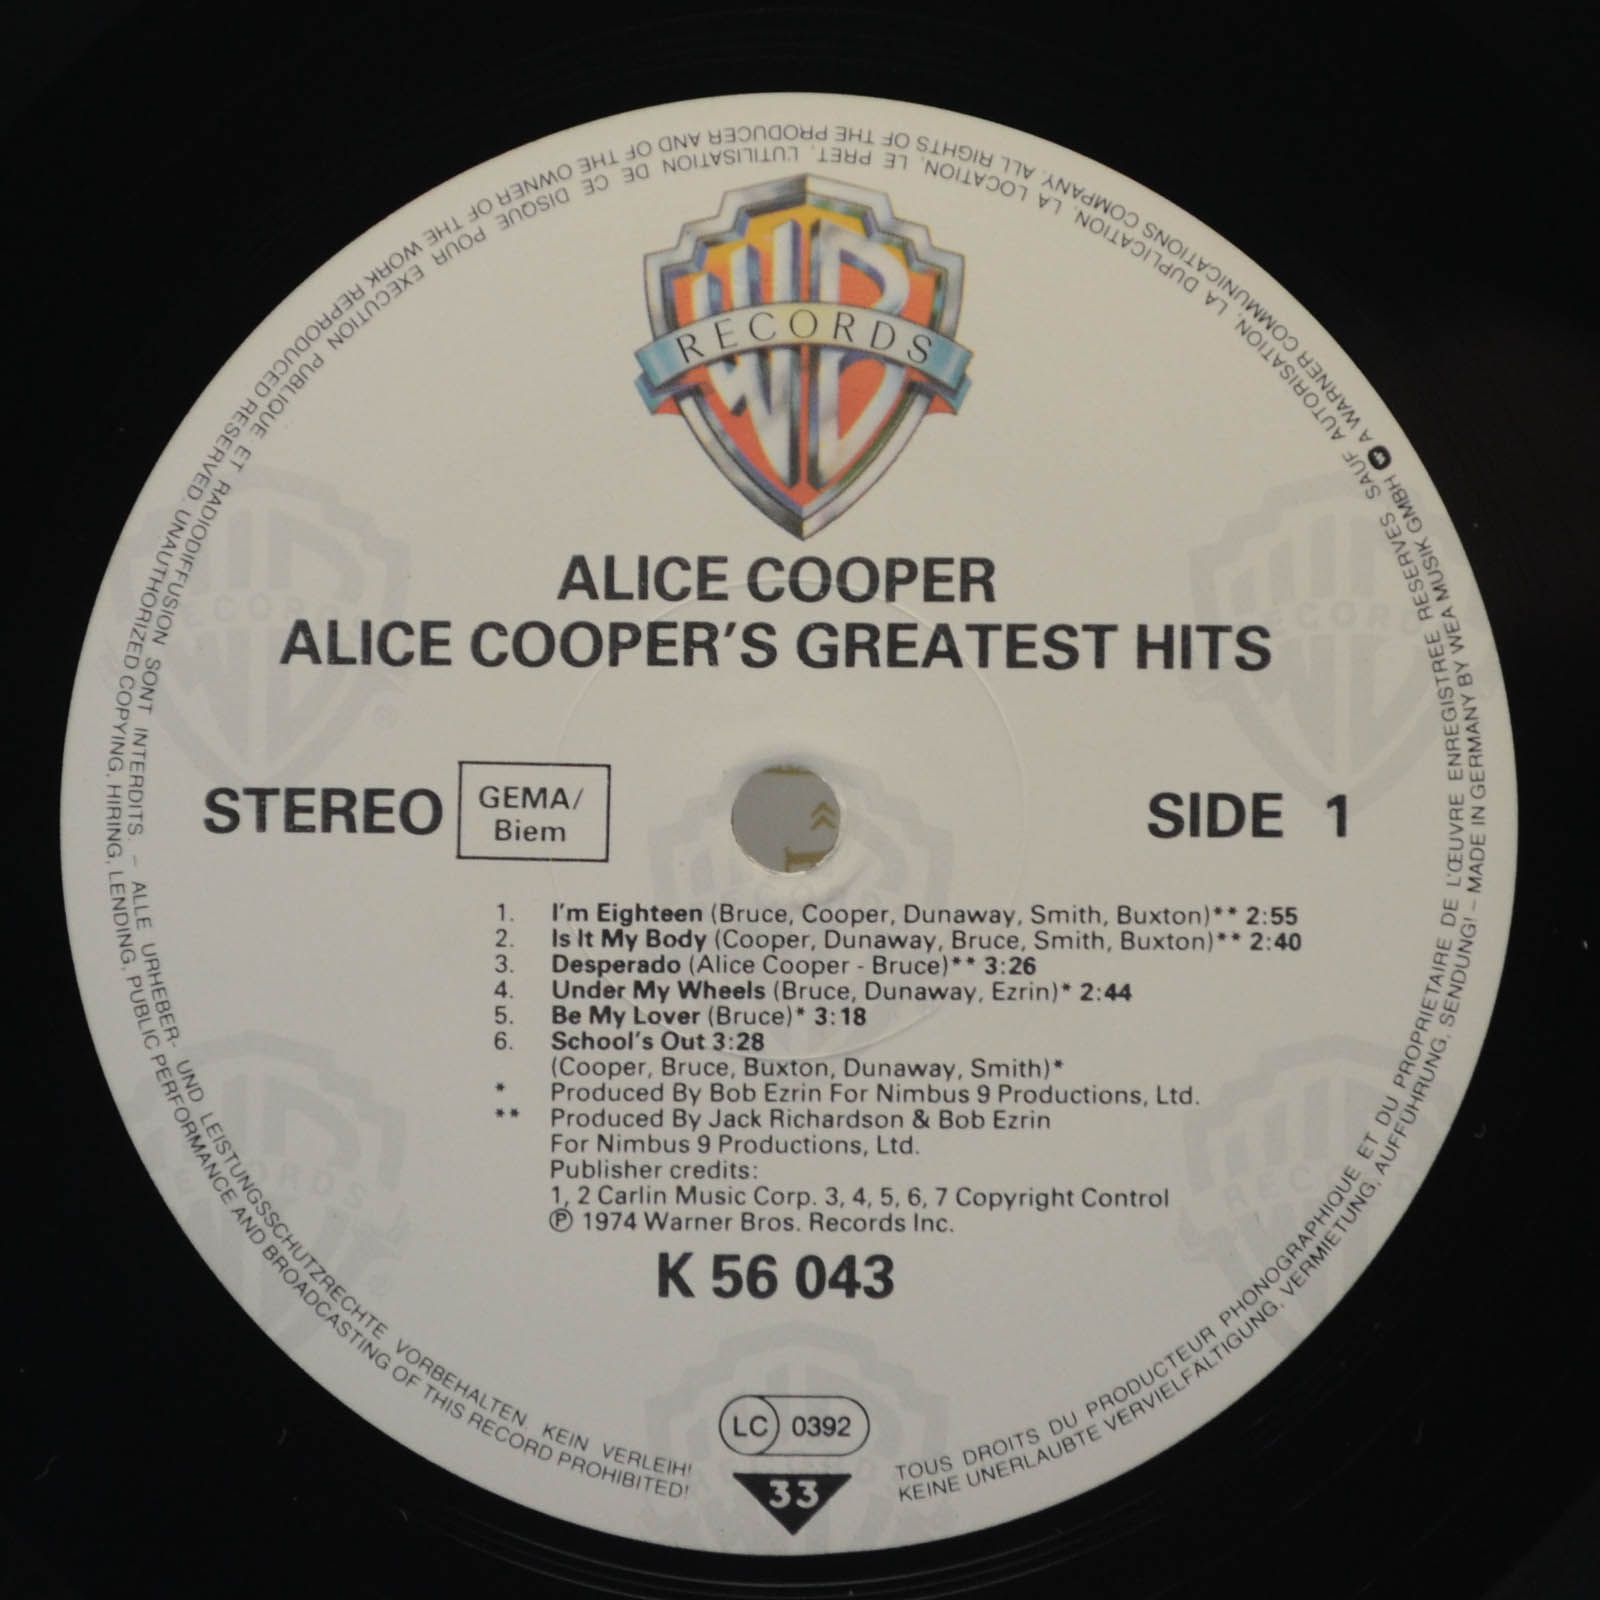 WB
RECORDS
ALICE COOPER
ALICE COOPER'S GREATEST HITS
STEREO
GEMA/
Biem
SIDE 1
1. I'm Eighteen (Bruce, Cooper, Dunaway, Smith, Buxton)** 2:55
2. Is It My Body (Cooper, Dunaway, Bruce, Smith, Buxton)** 2:40
3. Desperado (Alice Cooper - Bruce)** 3:26
4. Under My Wheels (Bruce, Dunaway, Ezrin)* 2:44
5. Be My Lover (Bruce)* 3:18
6. School's Out 3:28
(Cooper, Bruce, Buxton, Dunaway, Smith)*
* Produced By Bob Ezrin For Nimbus 9 Productions, Ltd.
** Produced By Jack Richardson & Bob Ezrin
For Nimbus 9 Productions, Ltd.
Publisher credits:
1, 2 Carlin Music Corp. 3, 4, 5, 6, 7 Copyright Control
℗ 1974 Warner Bros. Records Inc.
K 56 043
LC 0392
33
TOUS DROITS DU PRODUCTEUR PHONOGRAPHIQUE ET DU PROPRIETAIRE DE L'ŒUVRE ENREGISTREE RESERVES. SAUF AUTORISATION, LA DUPLICATION, LA LOCATION, LE PRET, L'UTILISATION DE CE DISQUE POUR EXECUTION PUBLIQUE ET RADIODIFFUSION SONT INTERDITS. – ALLE URHEBER- UND LEISTUNGSSCHUTZRECHTE VORBEHALTEN. KEIN VERLEIH!
KEINE UNERLAUBTE VERVIELFÄLTIGUNG, VERMIETUNG, AUFFÜHRUNG, SENDUNG! – MADE IN GERMANY BY WEA MUSIK GMBH W A WARNER COMMUNICATIONS COMPANY. ALL RIGHTS OF THE PRODUCER AND OF THE OWNER OF THE WORK REPRODUCED RESERVED. UNAUTHORIZED COPYING, HIRING, LENDING, PUBLIC PERFORMANCE AND BROADCASTING OF THIS RECORD PROHIBITED!